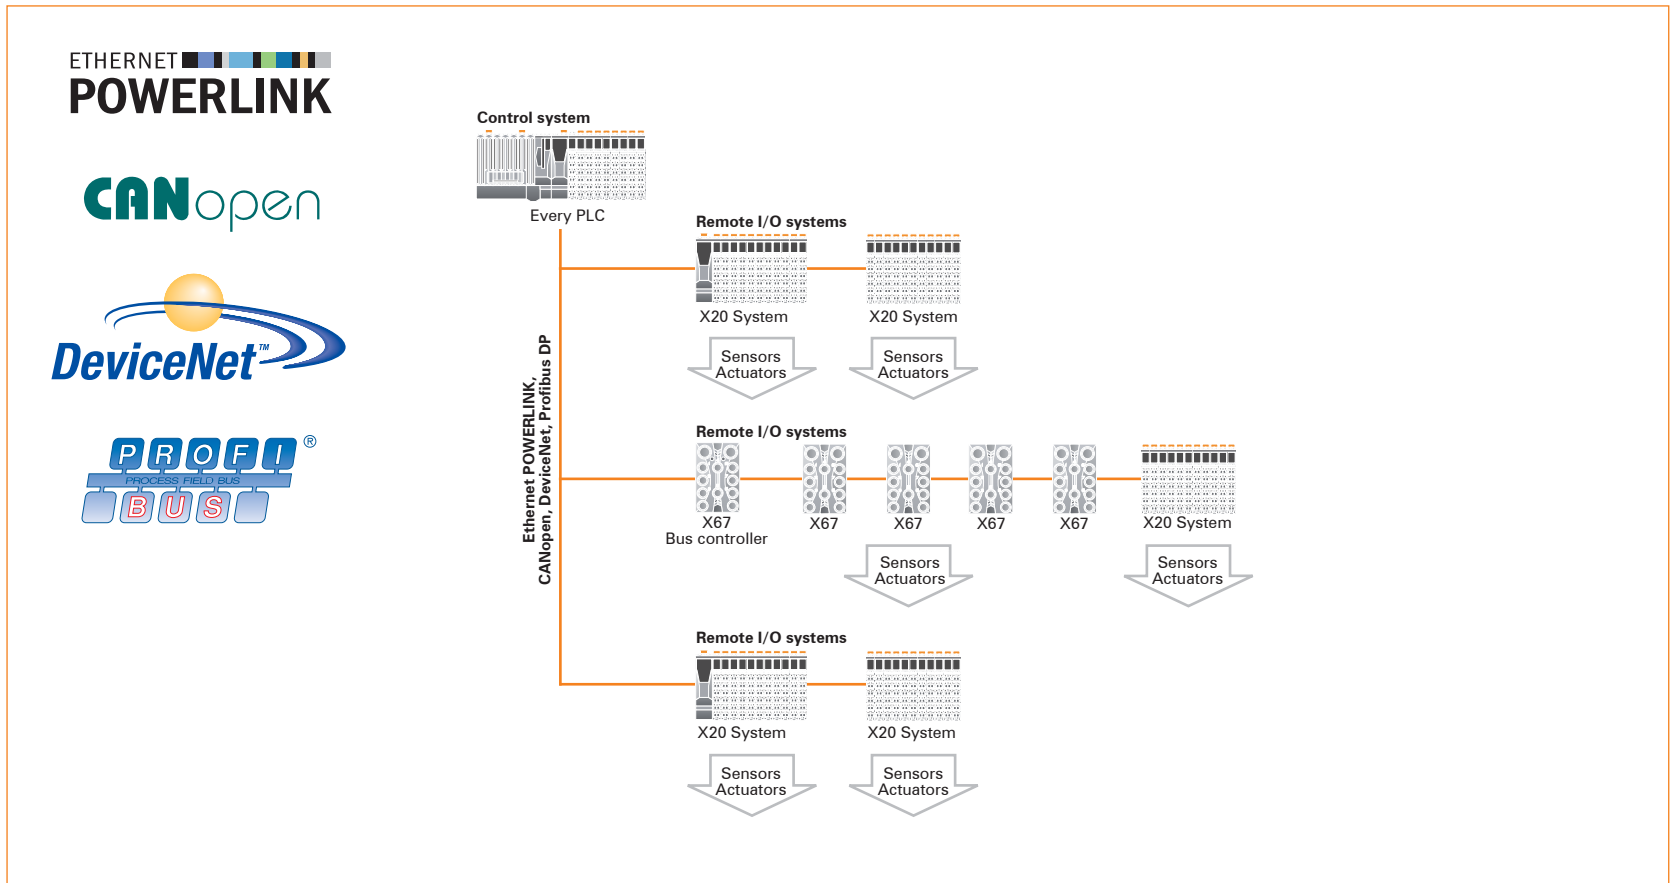 ETHERNET
POWERLINK
CANopen
DeviceNet™
PROFI®
PROCESS FIELD BUS
BUS
Control system
Every PLC
Ethernet POWERLINK,
CANopen, DeviceNet, Profibus DP
Remote I/O systems
X20 System
X20 System
Sensors
Actuators
Sensors
Actuators
Remote I/O systems
X67
Bus controller
X67
X67
X67
X67
X20 System
Sensors
Actuators
Sensors
Actuators
Remote I/O systems
X20 System
X20 System
Sensors
Actuators
Sensors
Actuators